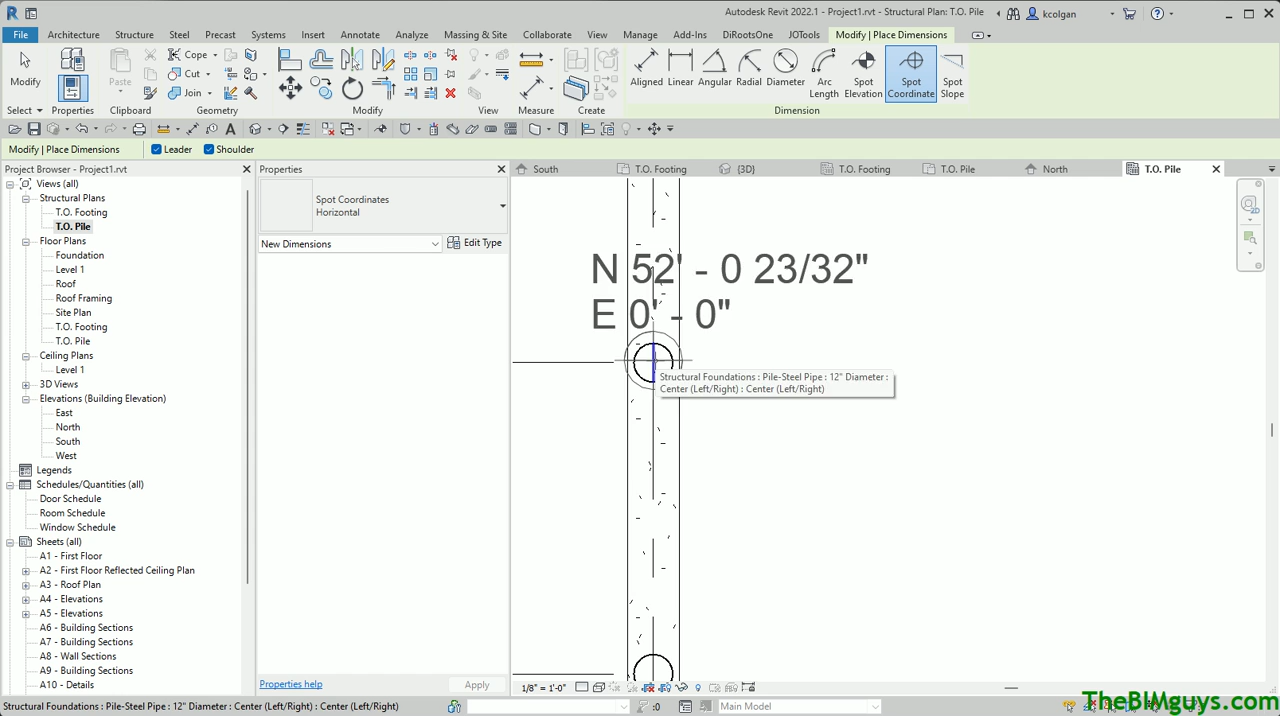 Autodesk Revit 2022.1 - Project1.rvt - Structural Plan: T.O. Pile
kcolgan
File
Architecture
Structure
Steel
Precast
Systems
Insert
Annotate
Analyze
Massing & Site
Collaborate
View
Manage
Add-Ins
DiRootsOne
JOTools
Modify | Place Dimensions
Modify
Paste
Cope
Cut
Join
Aligned
Linear
Angular
Radial
Diameter
Arc
Length
Spot
Elevation
Spot
Coordinate
Spot
Slope
Select
Properties
Clipboard
Geometry
Modify
View
Measure
Create
Dimension
Modify | Place Dimensions
Leader
Shoulder
Project Browser - Project1.rvt
Properties
South
T.O. Footing
{3D}
T.O. Footing
T.O. Pile
North
T.O. Pile
Views (all)
Structural Plans
T.O. Footing
T.O. Pile
Floor Plans
Foundation
Level 1
Roof
Roof Framing
Site Plan
T.O. Footing
T.O. Pile
Ceiling Plans
Level 1
3D Views
Elevations (Building Elevation)
East
North
South
West
Legends
Schedules/Quantities (all)
Door Schedule
Room Schedule
Window Schedule
Sheets (all)
A1 - First Floor
A2 - First Floor Reflected Ceiling Plan
A3 - Roof Plan
A4 - Elevations
A5 - Elevations
A6 - Building Sections
A7 - Building Sections
A8 - Wall Sections
A9 - Building Sections
A10 - Details
Spot Coordinates
Horizontal
New Dimensions
Edit Type
Properties help
Apply
N 52' - 0 23/32"
E 0' - 0"
Structural Foundations : Pile-Steel Pipe : 12" Diameter :
Center (Left/Right) : Center (Left/Right)
1/8" = 1'-0"
Structural Foundations : Pile-Steel Pipe : 12" Diameter : Center (Left/Right) : Center (Left/Right)
:0
Main Model
TheBIMguys.com